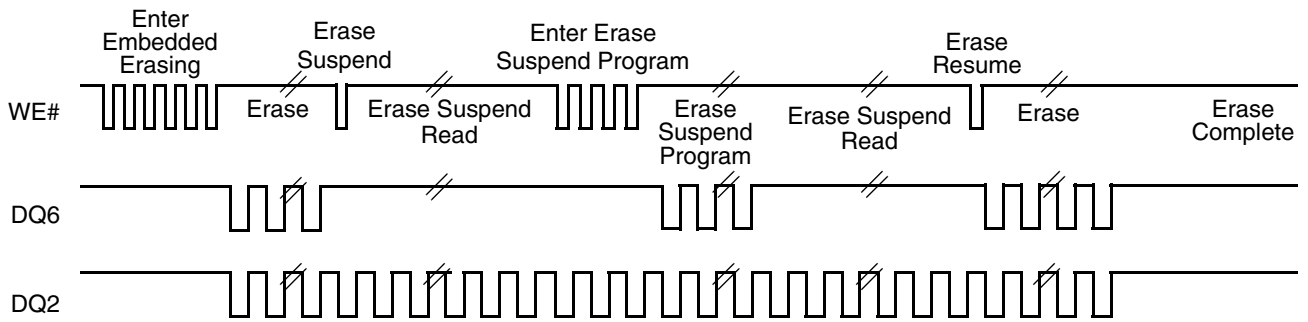 Enter
Embedded
Erasing
Erase
Suspend
Enter Erase
Suspend Program
Erase
Resume
WE#
Erase
Erase Suspend
Read
Erase
Suspend
Program
Erase Suspend
Read
Erase
Erase
Complete
DQ6
DQ2